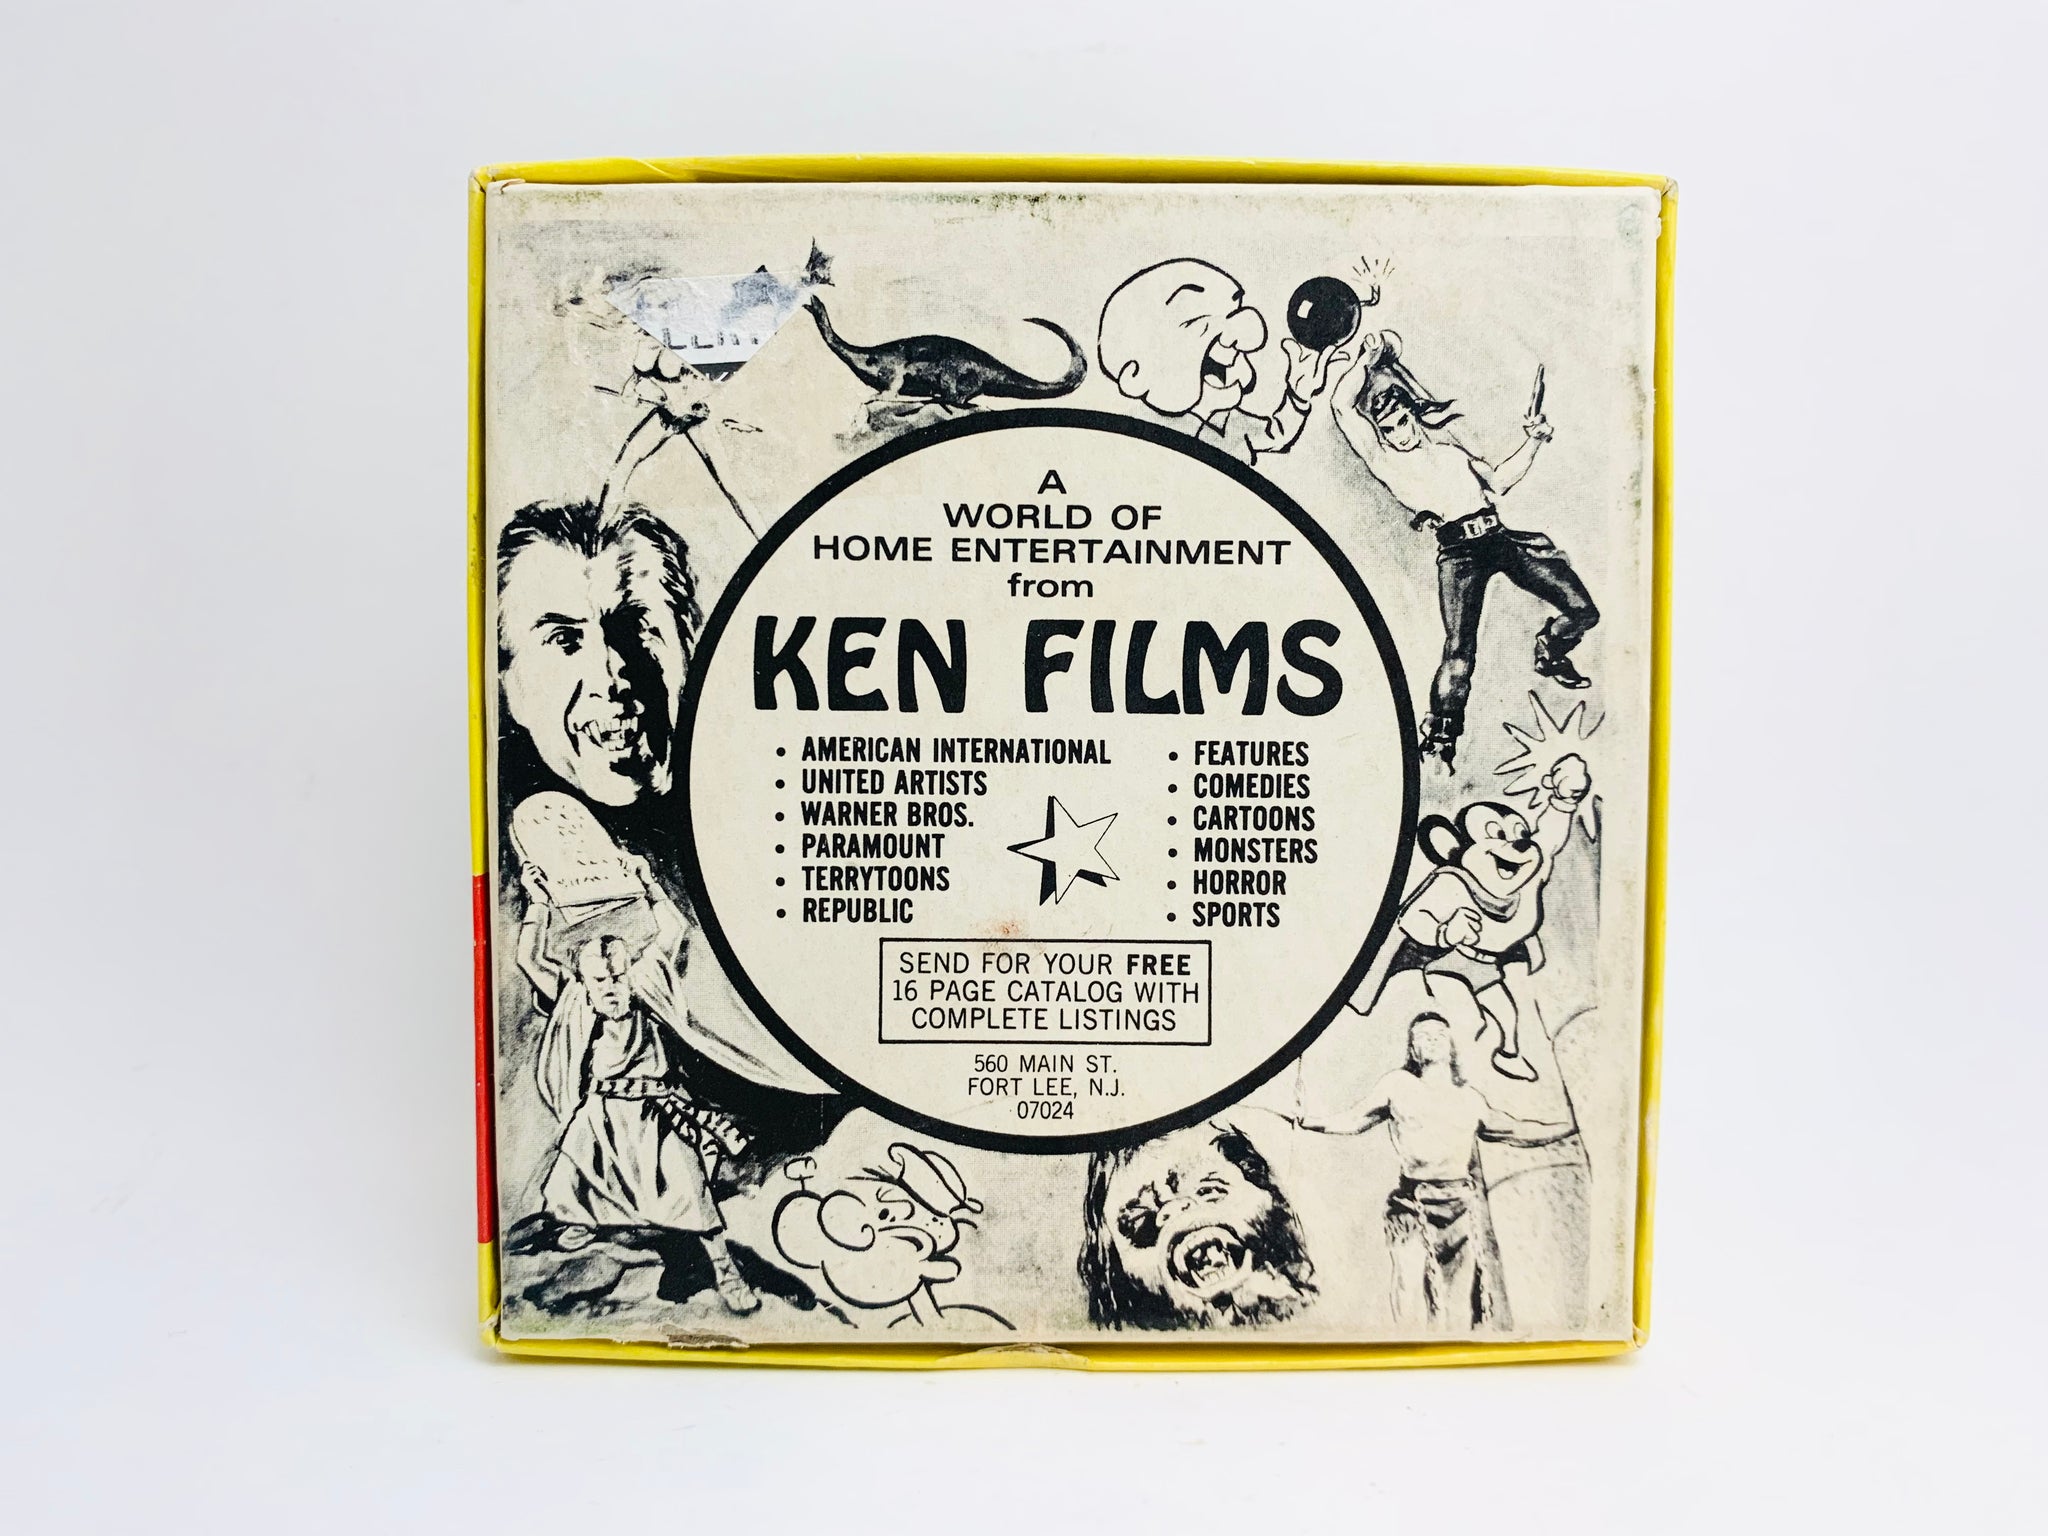 A
WORLD OF
HOME ENTERTAINMENT
from
KEN FILMS
• AMERICAN INTERNATIONAL
• UNITED ARTISTS
• WARNER BROS.
• PARAMOUNT
• TERRYTOONS
• REPUBLIC
• FEATURES
• COMEDIES
• CARTOONS
• MONSTERS
• HORROR
• SPORTS
SEND FOR YOUR FREE
16 PAGE CATALOG WITH
COMPLETE LISTINGS
560 MAIN ST.
FORT LEE, N.J.
07024